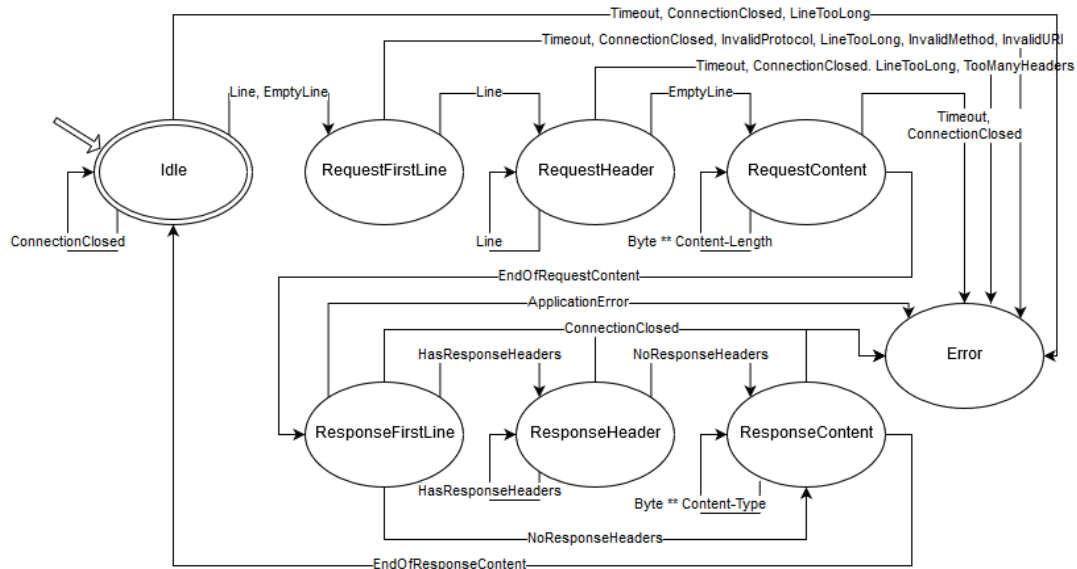 Timeout, ConnectionClosed, LineTooLong
Timeout, ConnectionClosed, InvalidProtocol, LineTooLong, InvalidMethod, InvalidURI
Timeout, ConnectionClosed. LineTooLong, TooManyHeaders
Line, EmptyLine
Line
EmptyLine
Timeout,
ConnectionClosed
Idle
RequestFirstLine
RequestHeader
RequestContent
ConnectionClosed
Line
Byte ** Content-Length
EndOfRequestContent
ApplicationError
ConnectionClosed
HasResponseHeaders
NoResponseHeaders
Error
ResponseFirstLine
ResponseHeader
ResponseContent
HasResponseHeaders
Byte ** Content-Type
NoResponseHeaders
EndOfResponseContent